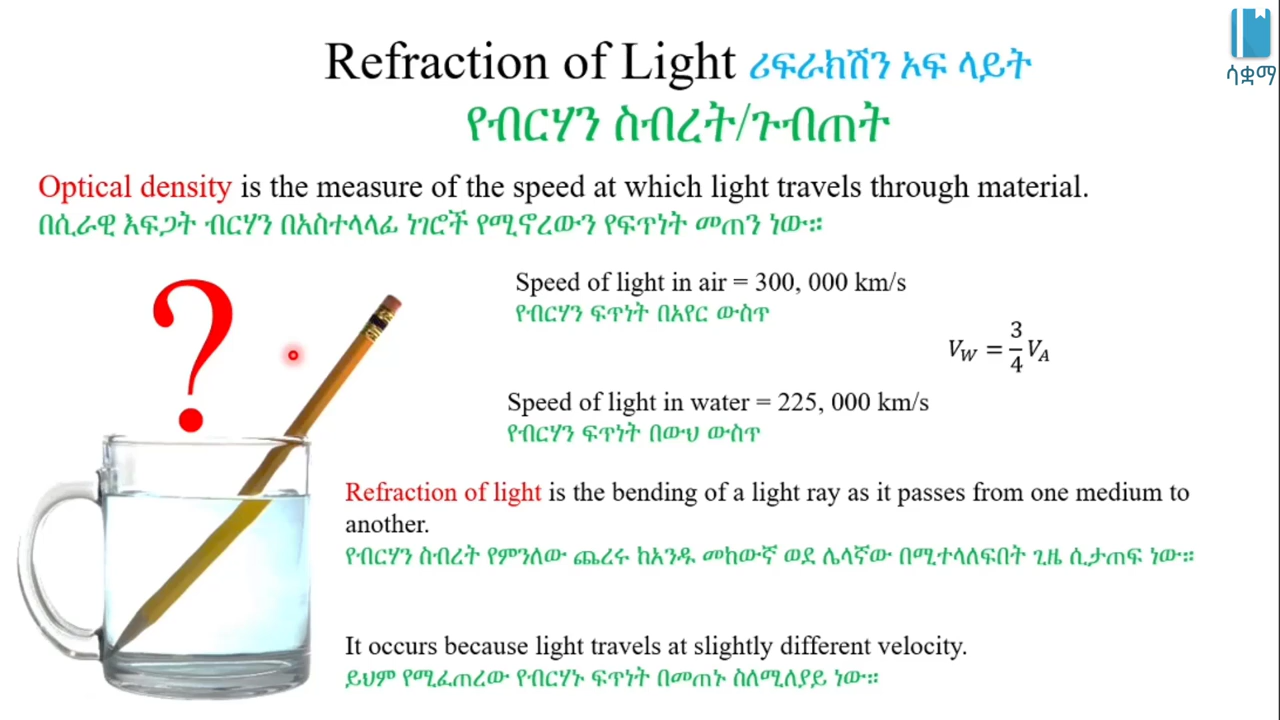 Refraction of Light ሪፍራክሽን ኦፍ ላይት
የብርሃን ስብረት/ጉብጠት
ሳቋማ
Optical density is the measure of the speed at which light travels through material.
በሲራዊ እፍጋት ብርሃን በአስተላላፊ ነገሮች የሚኖረውን የፍጥነት መጠን ነው።
?
Speed of light in air = 300, 000 km/s
የብርሃን ፍጥነት በአየር ውስጥ
V_W = 3/4 V_A
Speed of light in water = 225, 000 km/s
የብርሃን ፍጥነት በውህ ውስጥ
Refraction of light is the bending of a light ray as it passes from one medium to
another.
የብርሃን ስብረት የምንለው ጨረሩ ከአንዱ መከውኛ ወደ ሌላኛው በሚተላለፍበት ጊዜ ሲታጠፍ ነው።
It occurs because light travels at slightly different velocity.
ይህም የሚፈጠረው የብርሃኑ ፍጥነት በመጠኑ ስለሚለያይ ነው።